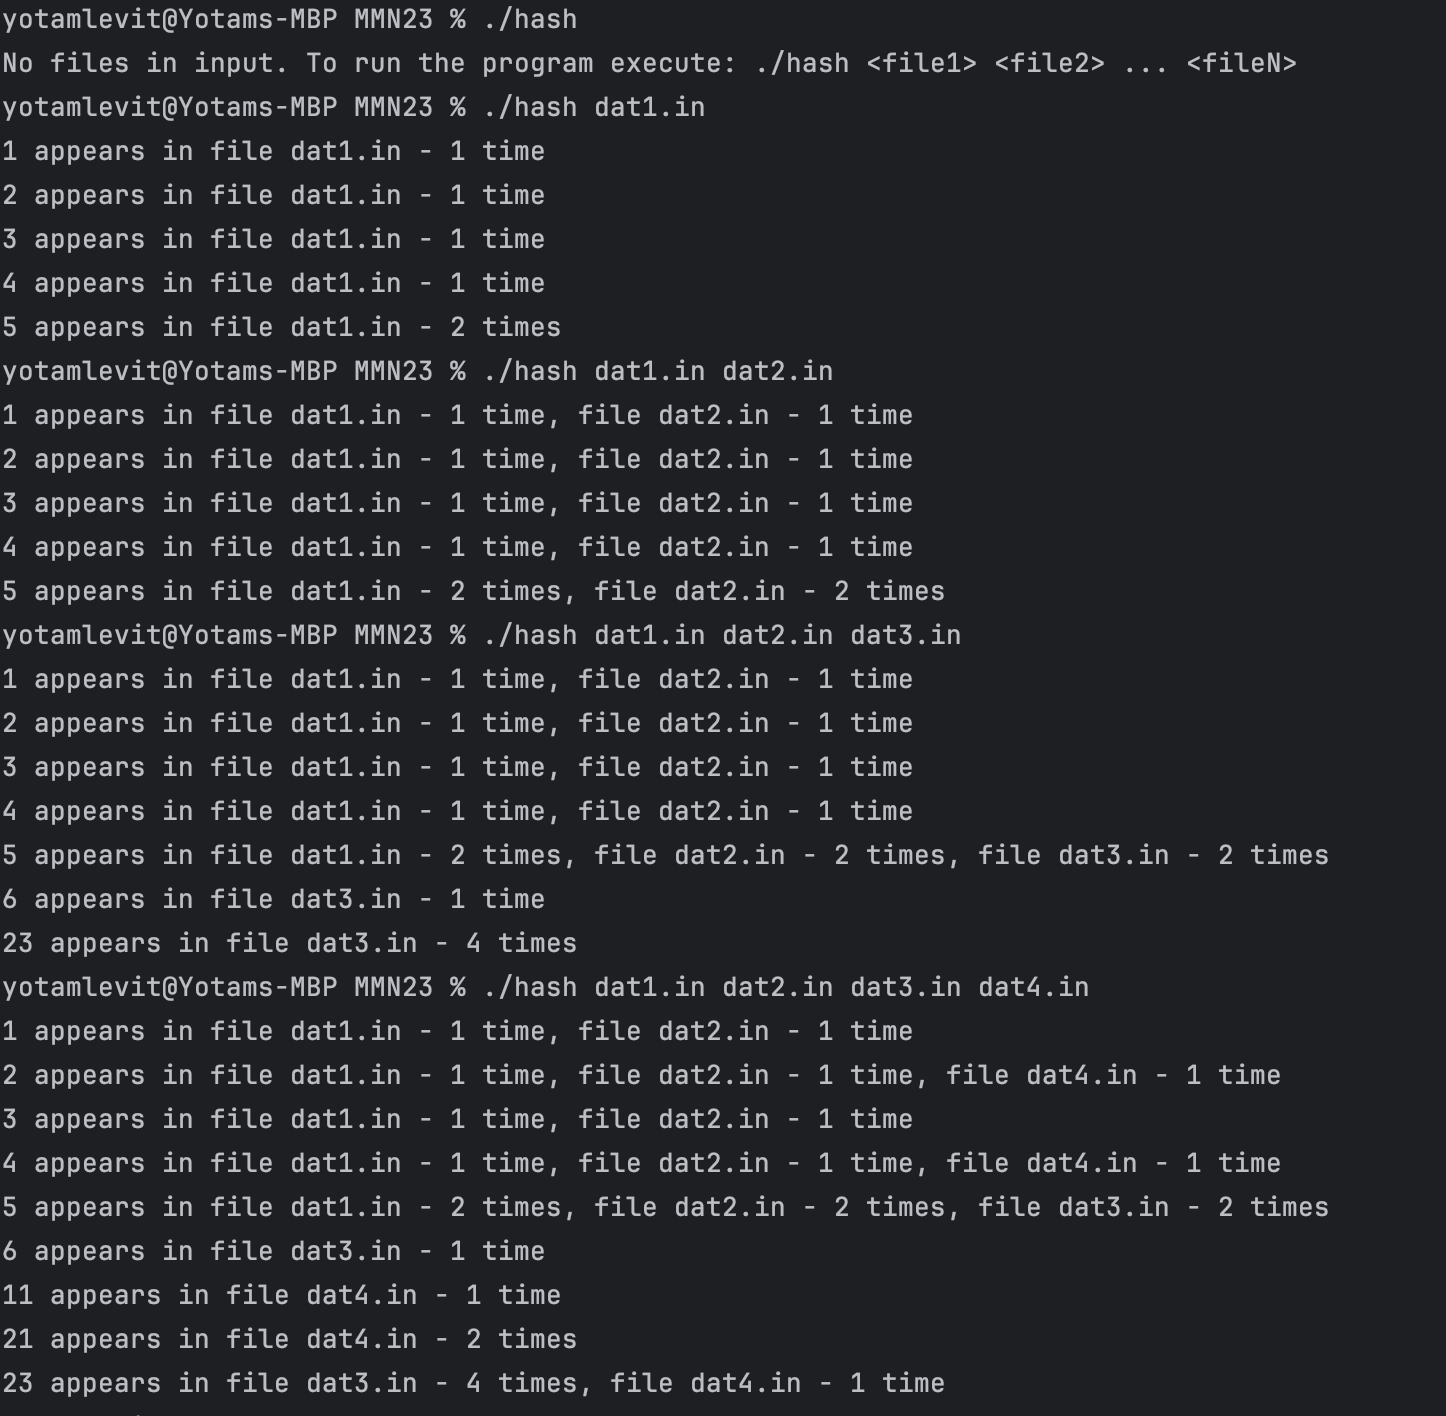 yotamlevit@Yotams-MBP MMN23 % ./hash
No files in input. To run the program execute: ./hash <file1> <file2> ... <fileN>
yotamlevit@Yotams-MBP MMN23 % ./hash dat1.in
1 appears in file dat1.in - 1 time
2 appears in file dat1.in - 1 time
3 appears in file dat1.in - 1 time
4 appears in file dat1.in - 1 time
5 appears in file dat1.in - 2 times
yotamlevit@Yotams-MBP MMN23 % ./hash dat1.in dat2.in
1 appears in file dat1.in - 1 time, file dat2.in - 1 time
2 appears in file dat1.in - 1 time, file dat2.in - 1 time
3 appears in file dat1.in - 1 time, file dat2.in - 1 time
4 appears in file dat1.in - 1 time, file dat2.in - 1 time
5 appears in file dat1.in - 2 times, file dat2.in - 2 times
yotamlevit@Yotams-MBP MMN23 % ./hash dat1.in dat2.in dat3.in
1 appears in file dat1.in - 1 time, file dat2.in - 1 time
2 appears in file dat1.in - 1 time, file dat2.in - 1 time
3 appears in file dat1.in - 1 time, file dat2.in - 1 time
4 appears in file dat1.in - 1 time, file dat2.in - 1 time
5 appears in file dat1.in - 2 times, file dat2.in - 2 times, file dat3.in - 2 times
6 appears in file dat3.in - 1 time
23 appears in file dat3.in - 4 times
yotamlevit@Yotams-MBP MMN23 % ./hash dat1.in dat2.in dat3.in dat4.in
1 appears in file dat1.in - 1 time, file dat2.in - 1 time
2 appears in file dat1.in - 1 time, file dat2.in - 1 time, file dat4.in - 1 time
3 appears in file dat1.in - 1 time, file dat2.in - 1 time
4 appears in file dat1.in - 1 time, file dat2.in - 1 time, file dat4.in - 1 time
5 appears in file dat1.in - 2 times, file dat2.in - 2 times, file dat3.in - 2 times
6 appears in file dat3.in - 1 time
11 appears in file dat4.in - 1 time
21 appears in file dat4.in - 2 times
23 appears in file dat3.in - 4 times, file dat4.in - 1 time